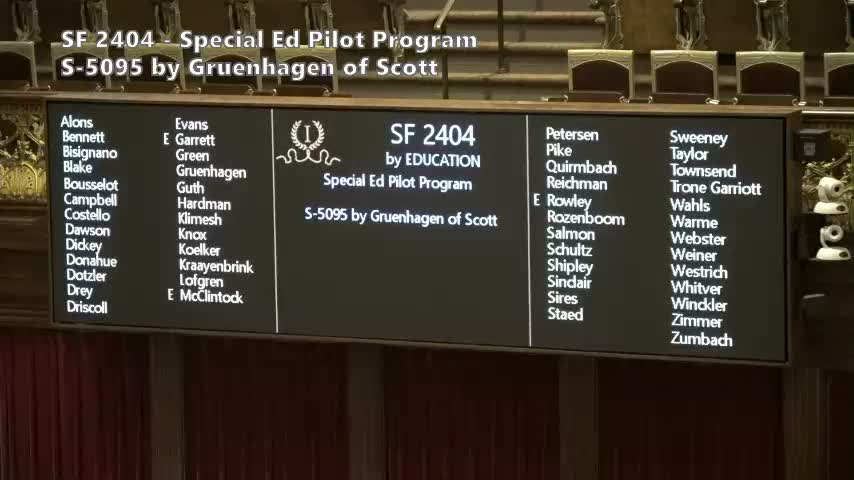 SF 2404 - Special Ed Pilot Program
S-5095 by Gruenhagen of Scott
Alons
Bennett
Bisignano
Blake
Bousselot
Campbell
Costello
Dawson
Dickey
Donahue
Dotzler
Drey
Driscoll
Evans
E Garrett
Green
Gruenhagen
Guth
Hardman
Klimesh
Knox
Koelker
Kraayenbrink
Lofgren
E McClintock
I
SF 2404
by EDUCATION
Special Ed Pilot Program
S-5095 by Gruenhagen of Scott
Petersen
Pike
Quirmbach
Reichman
E Rowley
Rozenboom
Salmon
Schultz
Shipley
Sinclair
Sires
Staed
Sweeney
Taylor
Townsend
Trone Garriott
Wahls
Warme
Webster
Weiner
Westrich
Whitver
Winckler
Zimmer
Zumbach